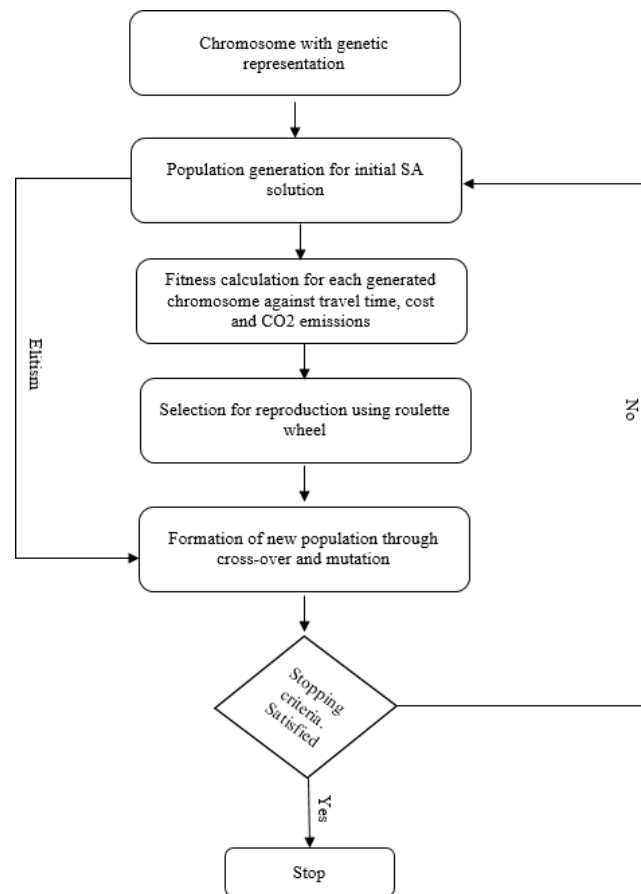 Chromosome with genetic
representation
Population generation for initial SA
solution
Fitness calculation for each generated
chromosome against travel time, cost
and CO2 emissions
Elitism
No
Selection for reproduction using roulette
wheel
Formation of new population through
cross-over and mutation
Stopping
criteria.
Satisfied
Yes
Stop